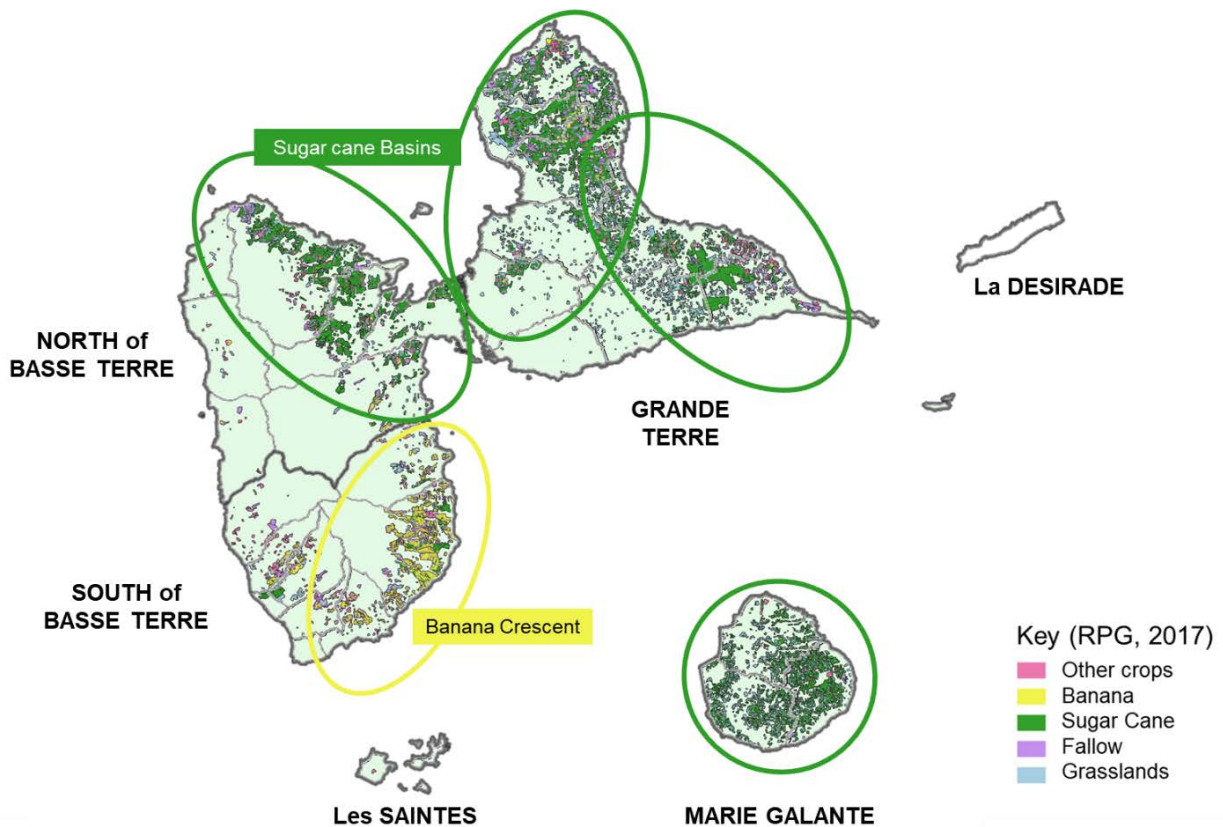 Sugar cane Basins
La DESIRADE
NORTH of
BASSE TERRE
GRANDE
TERRE
SOUTH of
BASSE TERRE
Banana Crescent
Key (RPG, 2017)
Other crops
Banana
Sugar Cane
Fallow
Grasslands
Les SAINTES
MARIE GALANTE